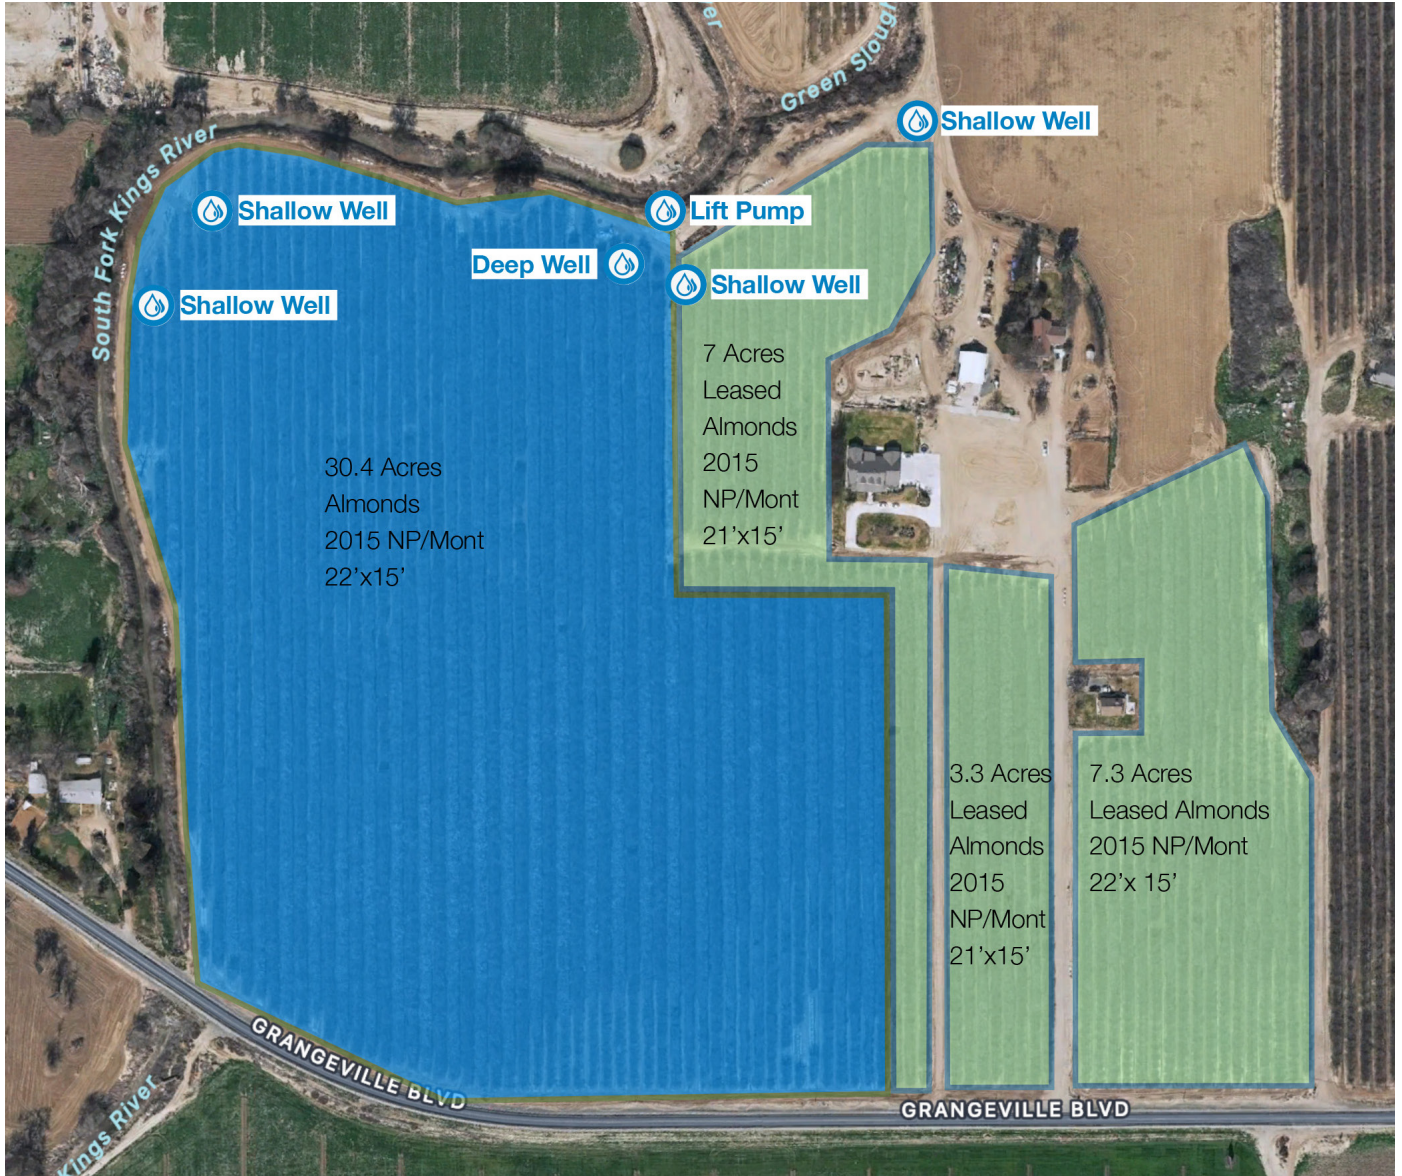 ver
Green Slough
Shallow Well
South Fork Kings River
Shallow Well
Lift Pump
Deep Well
Shallow Well
Shallow Well
7 Acres
Leased
Almonds
2015
NP/Mont
21’x15’
30.4 Acres
Almonds
2015 NP/Mont
22’x15’
3.3 Acres
Leased
Almonds
2015
NP/Mont
21’x15’
7.3 Acres
Leased Almonds
2015 NP/Mont
22’x 15’
GRANGEVILLE BLVD
GRANGEVILLE BLVD
Kings River